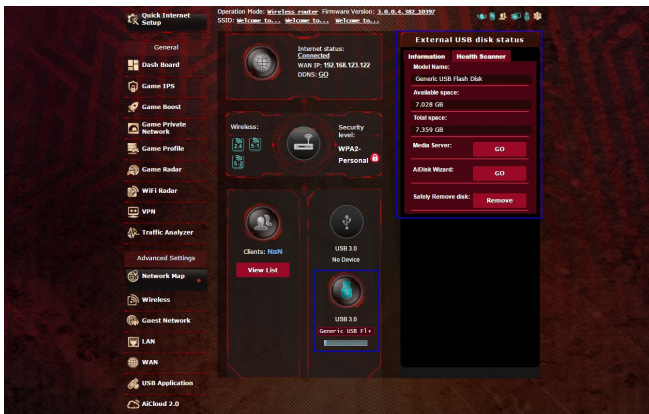 Quick Internet
Setup
General
Dash Board
Game IPS
Game Boost
Game Private
Network
Game Profile
Game Radar
WiFi Radar
VPN
Traffic Analyzer
Advanced Settings
Network Map
Wireless
Guest Network
LAN
WAN
USB Application
AiCloud 2.0
Operation Mode: Wireless router Firmware Version: 3.0.0.4.382_10397
SSID: Welcome to... Welcome to... Welcome to...
Internet status:
Connected
WAN IP: 192.168.123.122
DDNS: GO
Wireless:
2.4 5-1
5-2
Security
level:
WPA2-
Personal
Clients: NaN
View List
USB 3.0
No Device
USB 3.0
Generic USB Fl
External USB disk status
Information Health Scanner
Model Name:
Generic USB Flash Disk
Available space:
7.028 GB
Total space:
7.359 GB
Media Server: GO
AiDisk Wizard: GO
Safely Remove disk: Remove